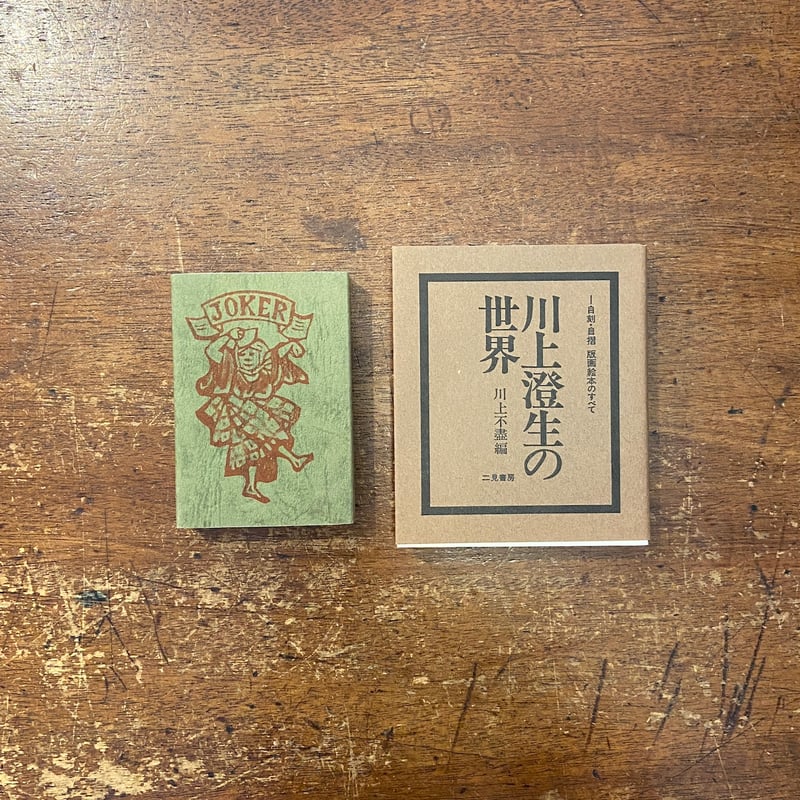 JOKER
―自刻・自摺 版画絵本のすべて
川上澄生の
世界
川上不盡編
二見書房